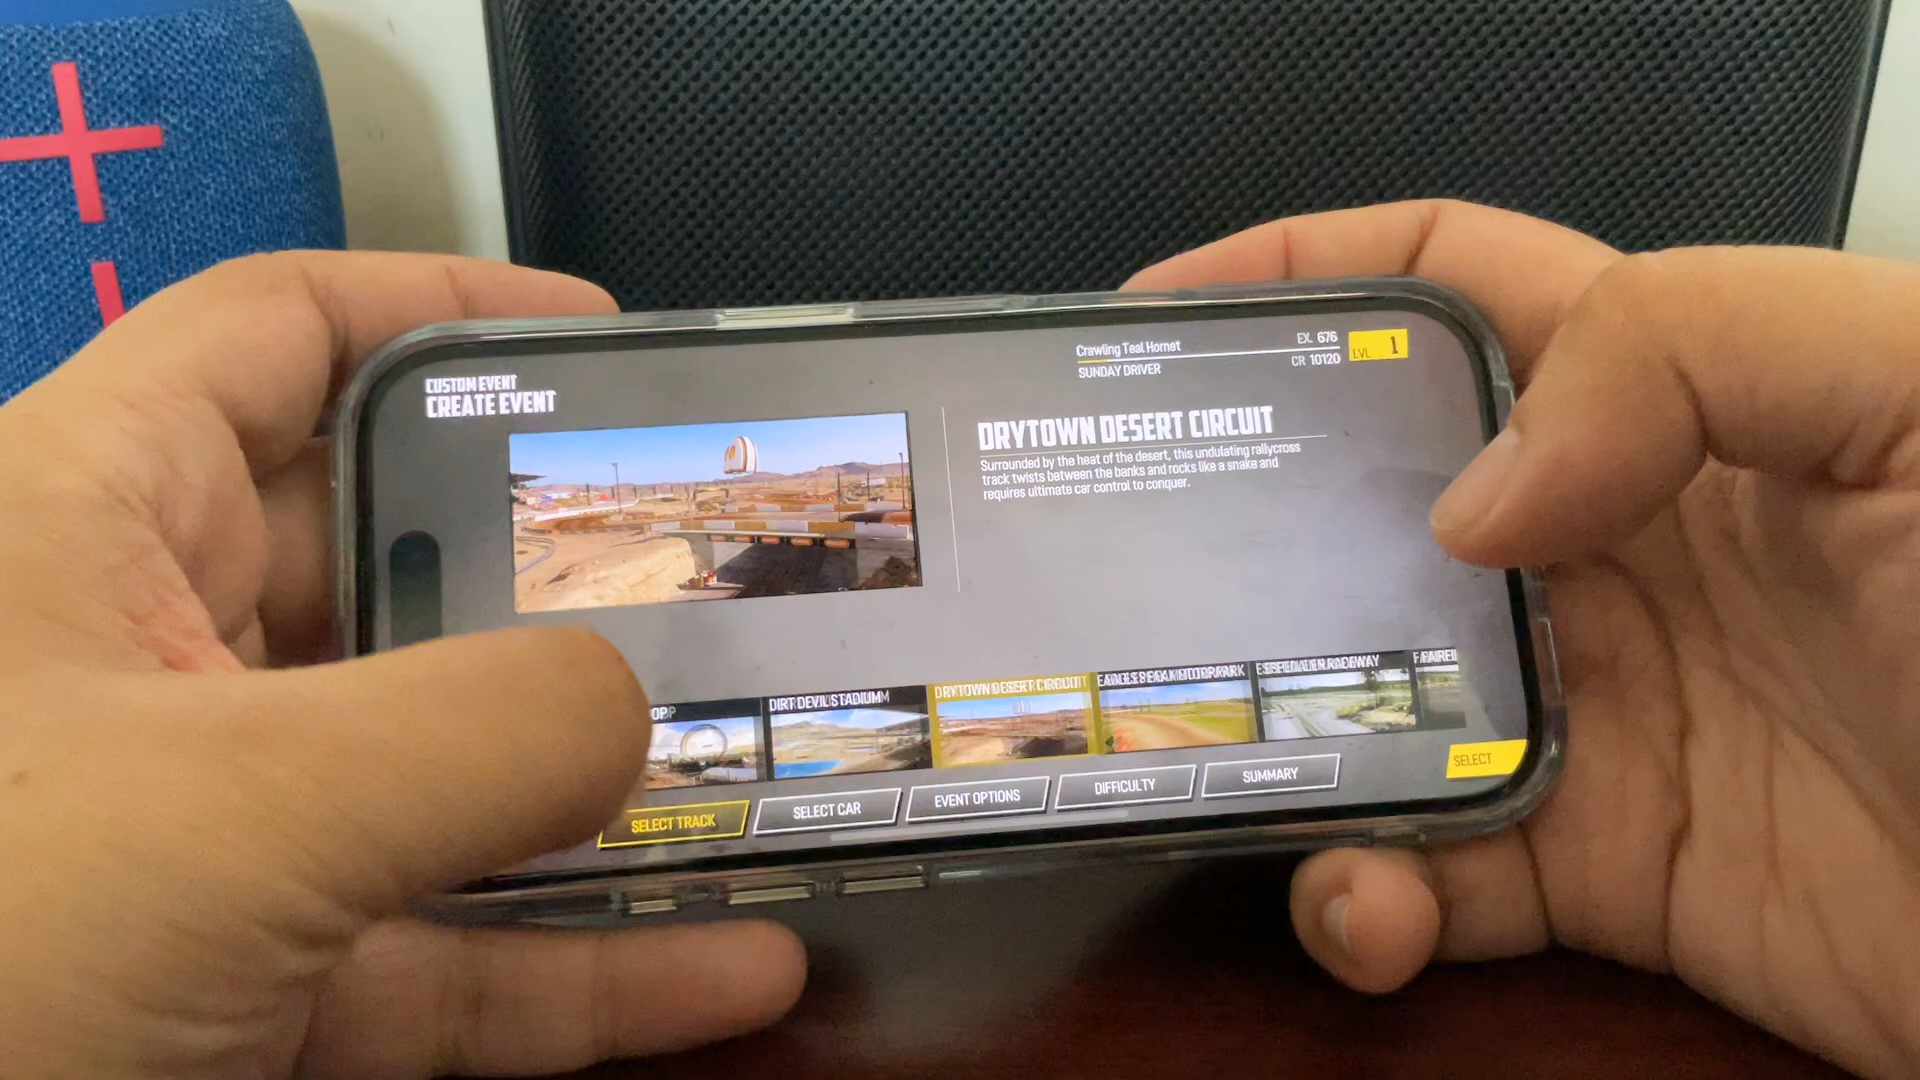 CUSTOM EVENT
CREATE EVENT
Crawling Teal Hornet
EX. 676
SUNDAY DRIVER
CR 10120
LVL 1
DRYTOWN DESERT CIRCUIT
Surrounded by the heat of the desert, this undulating rallycross
track twists between the banks and rocks like a snake and
requires ultimate car control to conquer.
DIRT DEVIL STADIUM
DRYTOWN DESERT CIRCUIT
SELECT
SELECT TRACK
SELECT CAR
EVENT OPTIONS
DIFFICULTY
SUMMARY